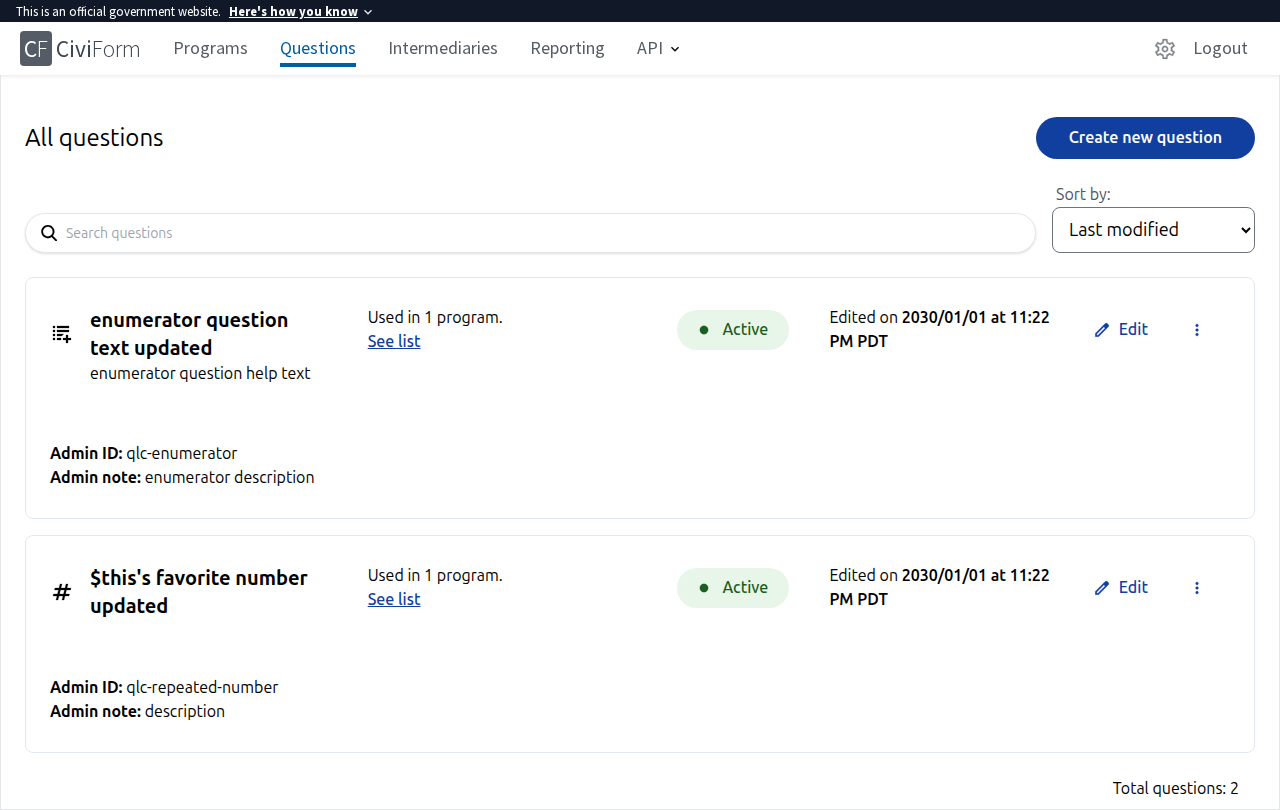 This is an official government website. Here's how you know
CF CiviForm Programs Questions Intermediaries Reporting API Logout
All questions
Create new question
Sort by:
Search questions
Last modified
enumerator question
text updated
enumerator question help text
Used in 1 program.
See list
Active
Edited on 2030/01/01 at 11:22
PM PDT
Edit
Admin ID: qlc-enumerator
Admin note: enumerator description
$this's favorite number
updated
Used in 1 program.
See list
Active
Edited on 2030/01/01 at 11:22
PM PDT
Edit
Admin ID: qlc-repeated-number
Admin note: description
Total questions: 2